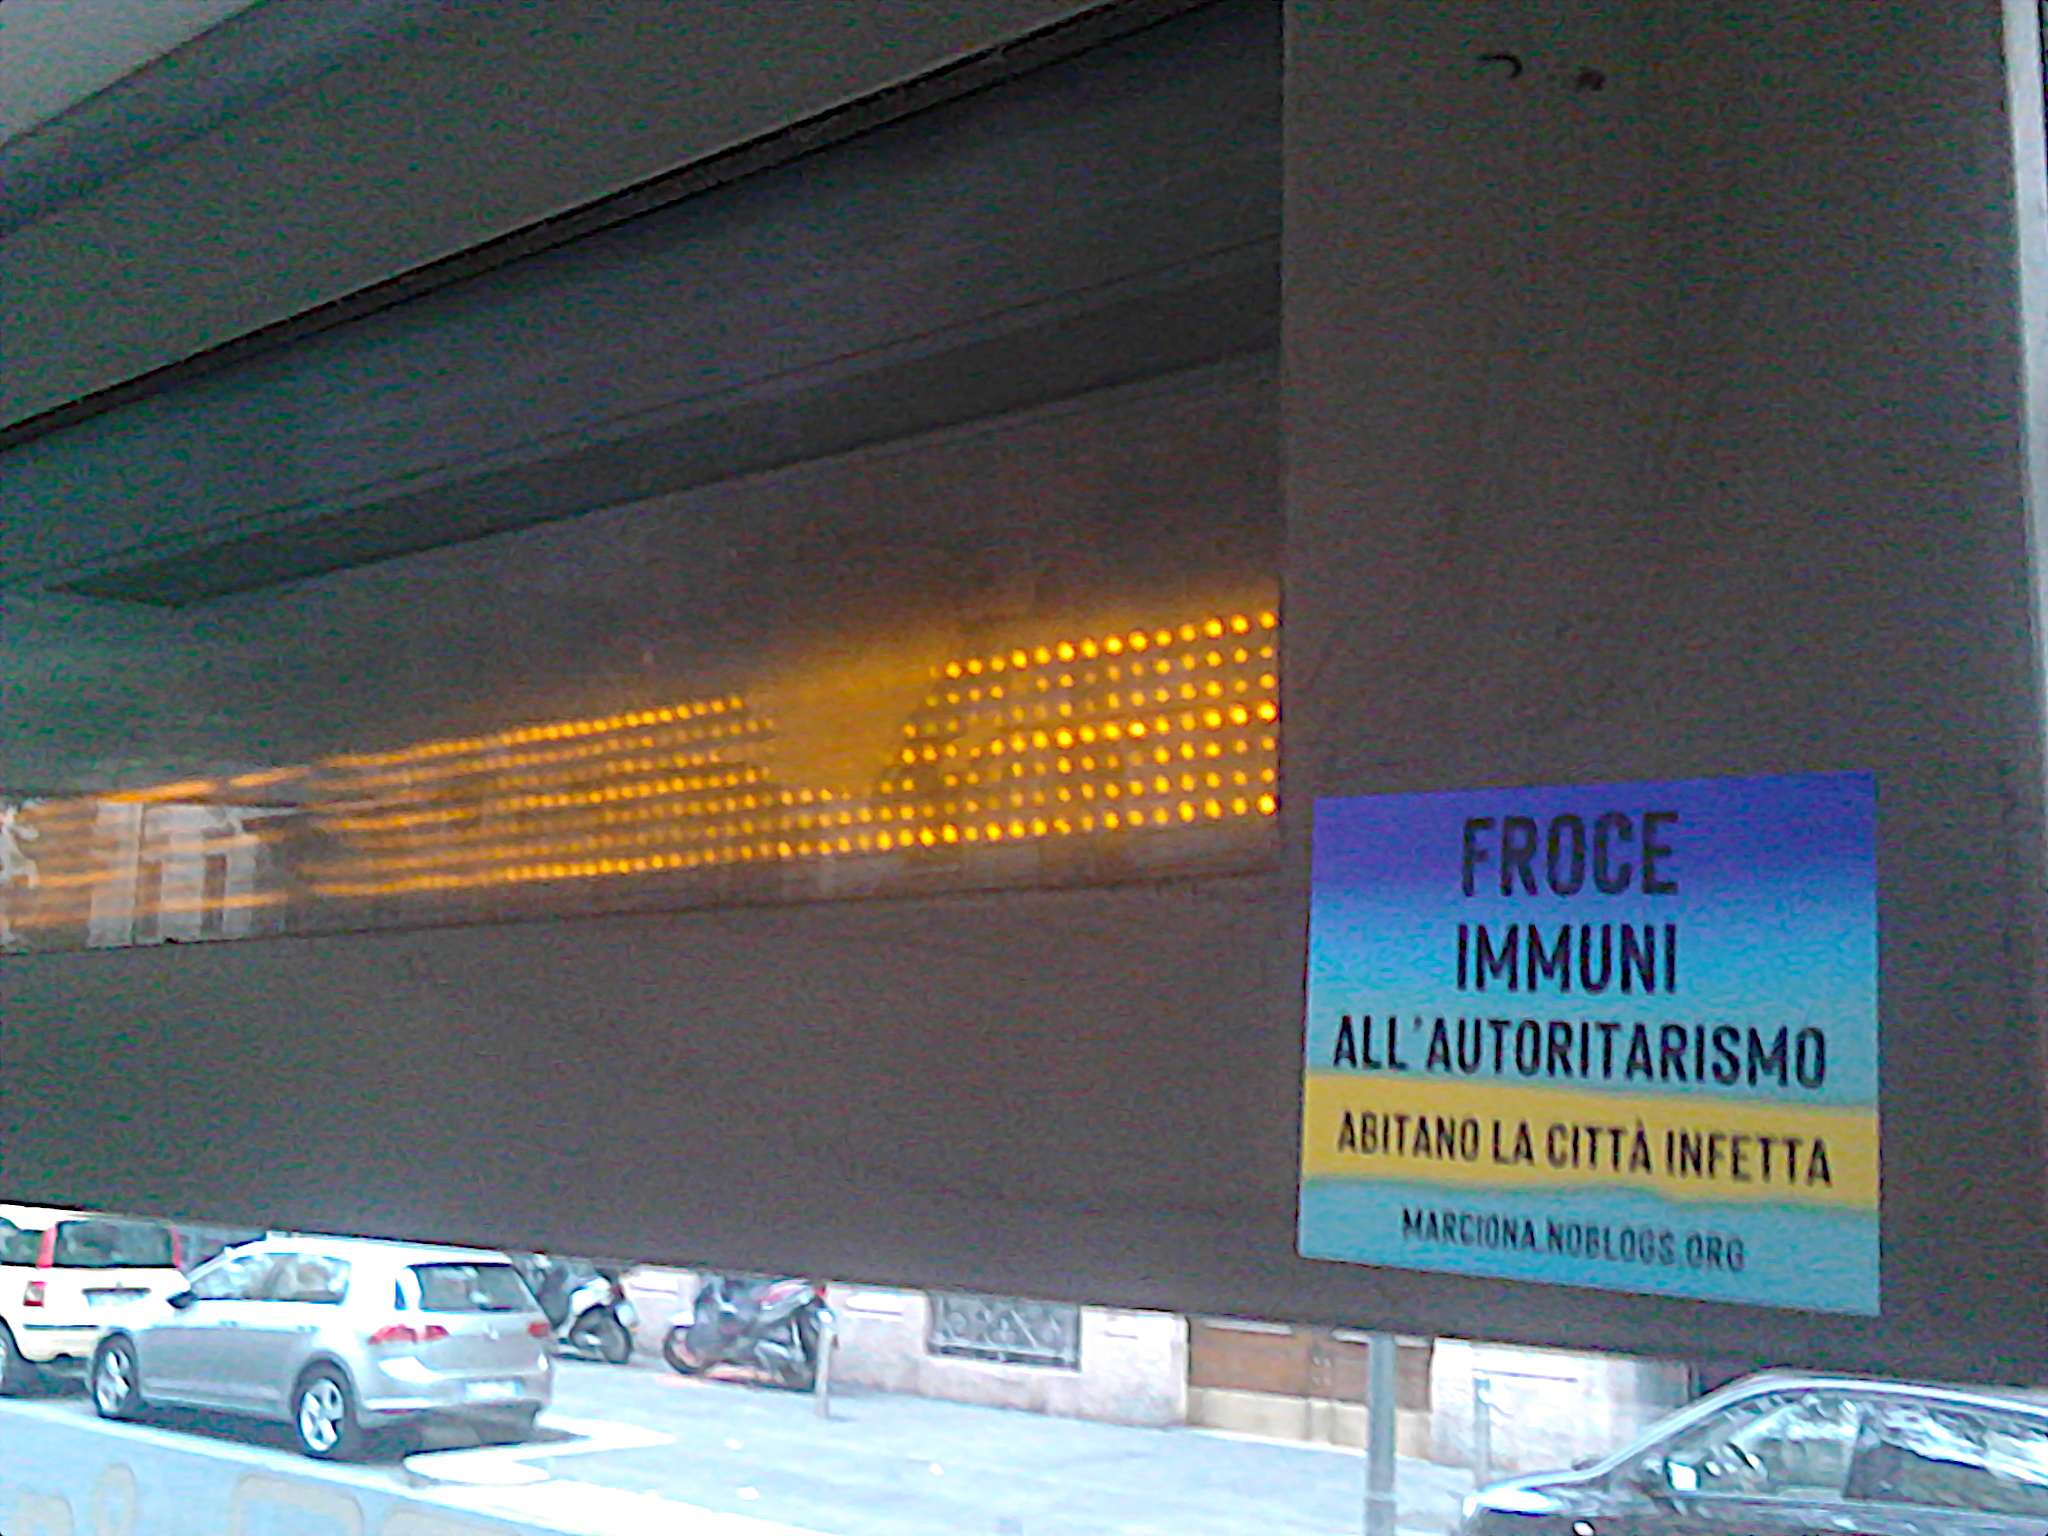 FROCE
IMMUNI
ALL'AUTORITARISMO
ABITANO LA CITTÀ INFETTA
MARCIONA.NOBLOGS.ORG